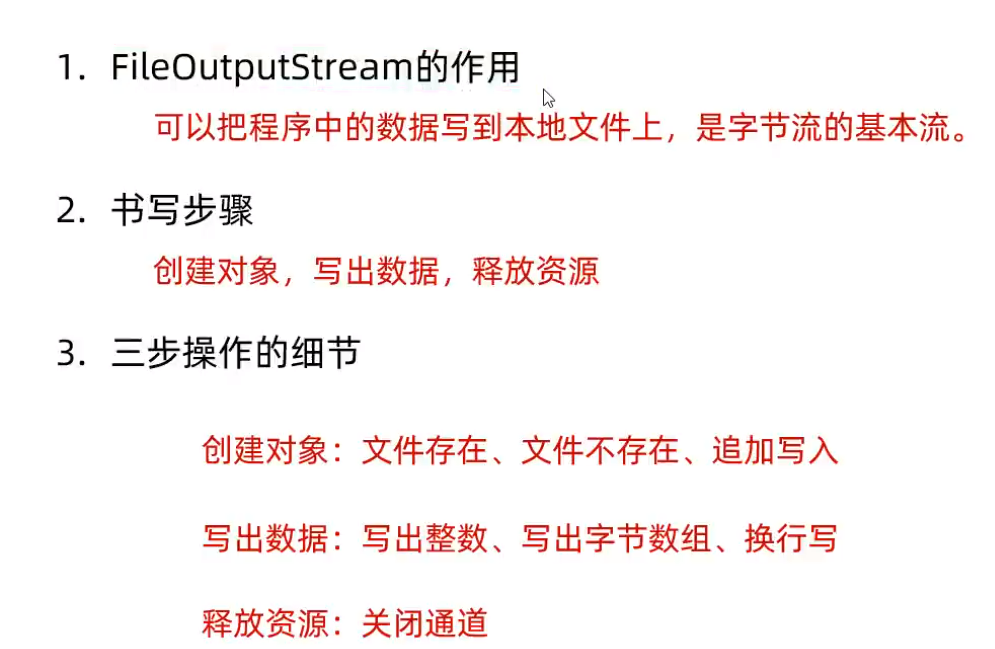 1. FileOutputStream的作用
可以把程序中的数据写到本地文件上，是字节流的基本流。
2. 书写步骤
创建对象，写出数据，释放资源
3. 三步操作的细节
创建对象：文件存在、文件不存在、追加写入
写出数据：写出整数、写出字节数组、换行写
释放资源：关闭通道